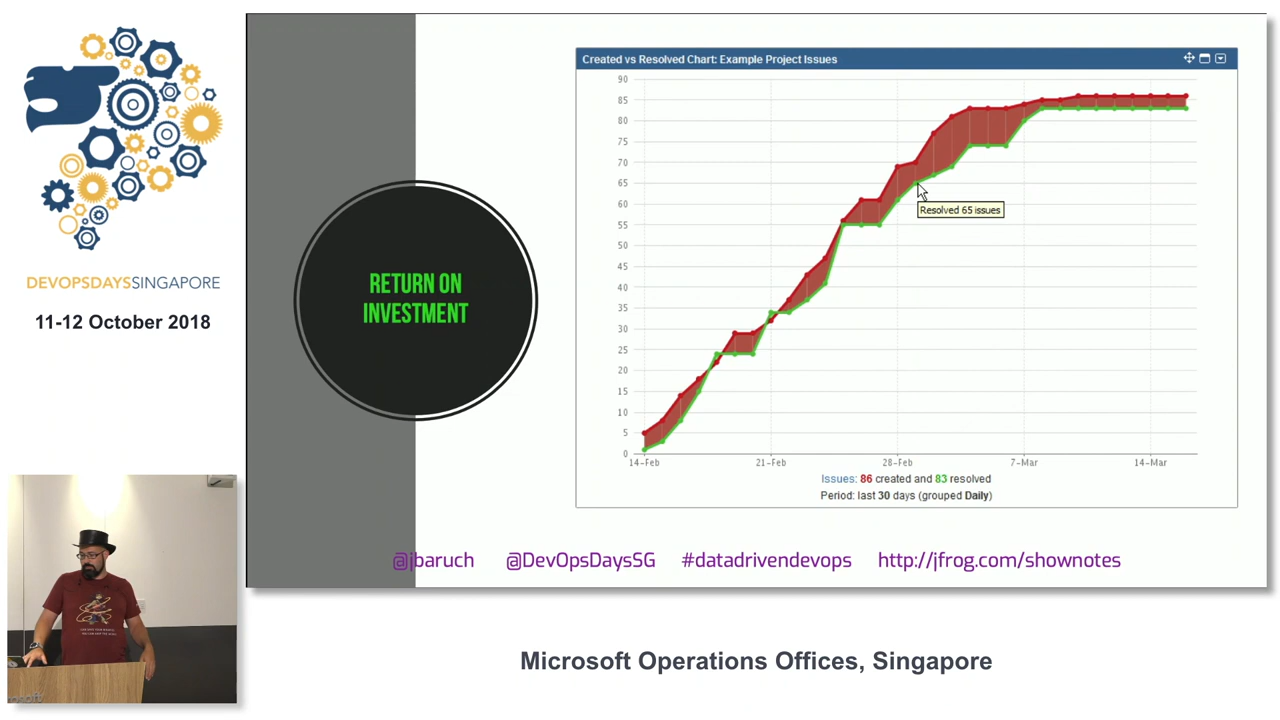 DEVOPSDAYSSINGAPORE
11-12 October 2018
RETURN ON
INVESTMENT
Created vs Resolved Chart: Example Project Issues
90
85
80
75
70
65
60
55
50
45
40
35
30
25
20
15
10
5
0
14-Feb
21-Feb
28-Feb
7-Mar
14-Mar
Resolved 65 issues
Issues: 86 created and 83 resolved
Period: last 30 days (grouped Daily)
@jbaruch @DevOpsDaysSG #datadrivendevops http://jfrog.com/shownotes
Microsoft Operations Offices, Singapore